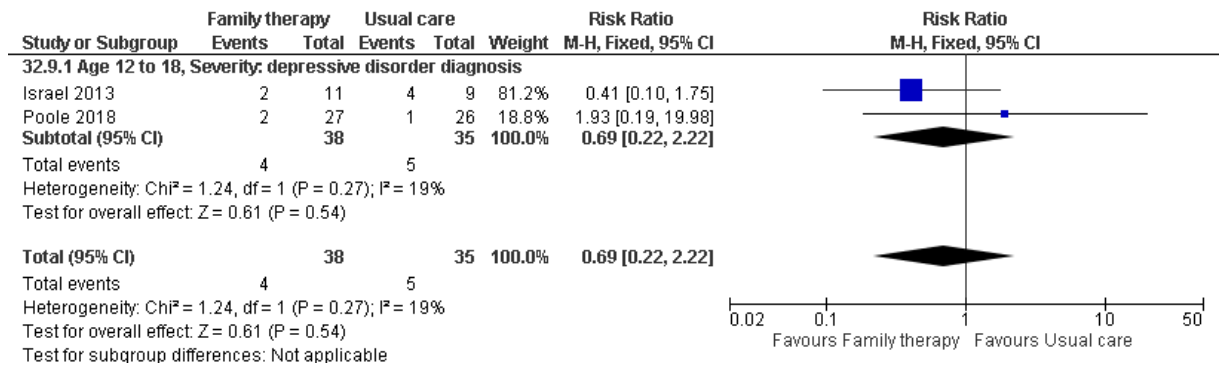 Family therapy Usual care Risk Ratio Risk Ratio
Study or Subgroup Events Total Events Total Weight M-H, Fixed, 95% CI M-H, Fixed, 95% CI
32.9.1 Age 12 to 18, Severity: depressive disorder diagnosis
Israel 2013 2 11 4 9 81.2% 0.41 [0.10, 1.75]
Poole 2018 2 27 1 26 18.8% 1.93 [0.19, 19.98]
Subtotal (95% CI) 38 35 100.0% 0.69 [0.22, 2.22]
Total events 4 5
Heterogeneity: Chi² = 1.24, df = 1 (P = 0.27); I² = 19%
Test for overall effect: Z = 0.61 (P = 0.54)
Total (95% CI) 38 35 100.0% 0.69 [0.22, 2.22]
Total events 4 5
Heterogeneity: Chi² = 1.24, df = 1 (P = 0.27); I² = 19%
Test for overall effect: Z = 0.61 (P = 0.54)
Test for subgroup differences: Not applicable
0.02 0.1 1 10 50
Favours Family therapy Favours Usual care